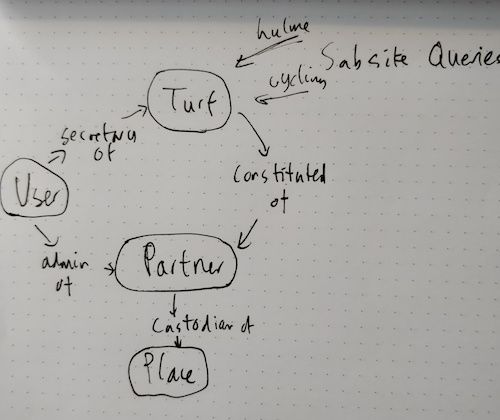 hulme
Subsite Queries
cycling
Turf
secretary
of
constituted
of
User
Partner
admin
of
Custodian of
Place